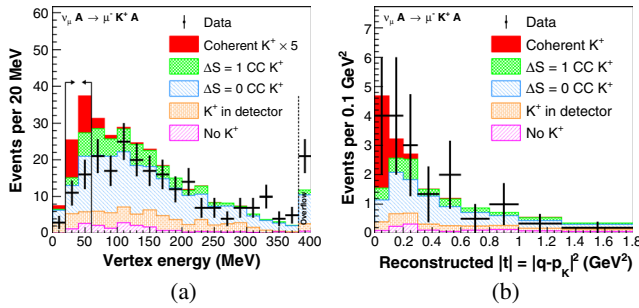 ν_μ A → μ⁻ K⁺ A
Data
Coherent K⁺ × 5
ΔS = 1 CC K⁺
ΔS = 0 CC K⁺
K⁺ in detector
No K⁺
Overflow
Events per 20 MeV
60
50
40
30
20
10
0
0 50 100 150 200 250 300 350 400
Vertex energy (MeV)
(a)
ν_μ A → μ⁻ K⁺ A
Data
Coherent K⁺
ΔS = 1 CC K⁺
ΔS = 0 CC K⁺
K⁺ in detector
No K⁺
Events per 0.1 GeV²
7
6
5
4
3
2
1
0
0 0.2 0.4 0.6 0.8 1 1.2 1.4 1.6 1.8
Reconstructed |t| = |q-p_K|² (GeV²)
(b)